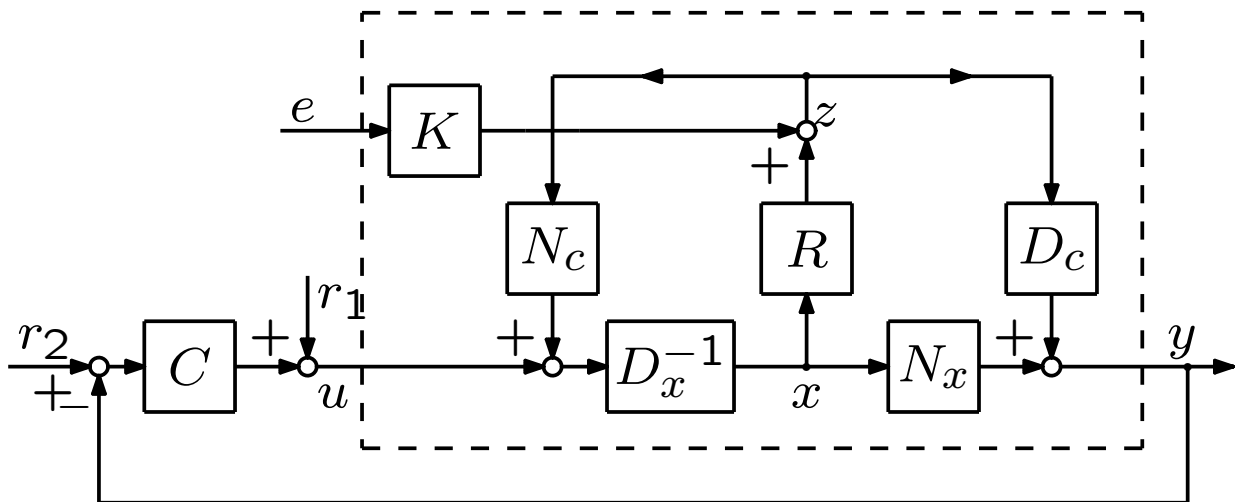 e
K
z
+
N_c
R
D_c
r_1
r_2
+
+
+
y
C
D_x^{-1}
N_x
+
−
u
x